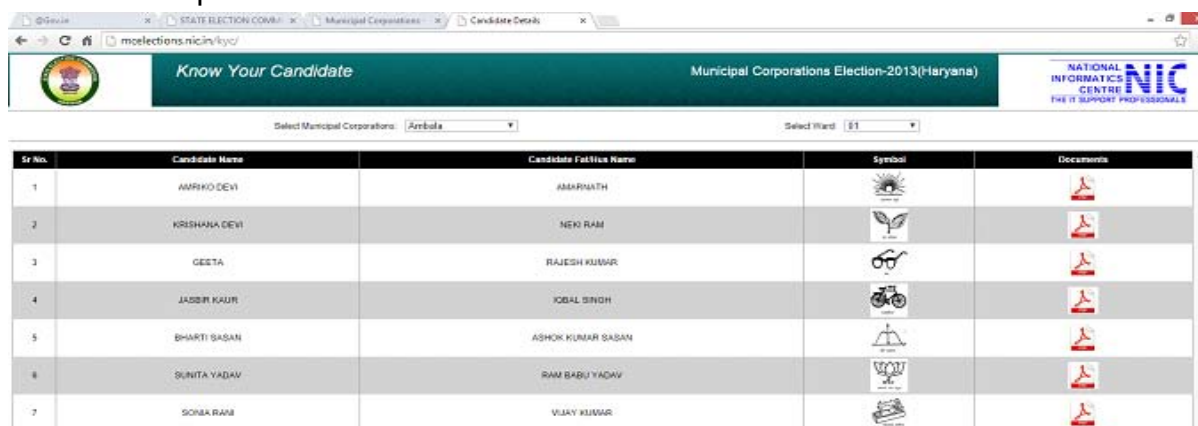 @Gov.in STATE ELECTION COMMI Municipal Corporations - Candidate Details
mcelections.nic.in/kyc/
Know Your Candidate Municipal Corporations Election-2013(Haryana) NATIONAL INFORMATICS CENTRE NIC
THE IT SUPPORT PROFESSIONALS
Select Municipal Corporations: Ambala Select Ward 01
Sr No. Candidate Name Candidate Fat/Hus Name Symbol Documents
1 AMRIKO DEVI AMARNATH
2 KRISHANA DEVI NEKI RAM
3 GEETA RAJESH KUMAR
4 JASBIR KAUR IQBAL SINGH
5 BHARTI SASAN ASHOK KUMAR SASAN
6 SUNITA YADAV RAM BABU YADAV
7 SONIA RANI VIJAY KUMAR